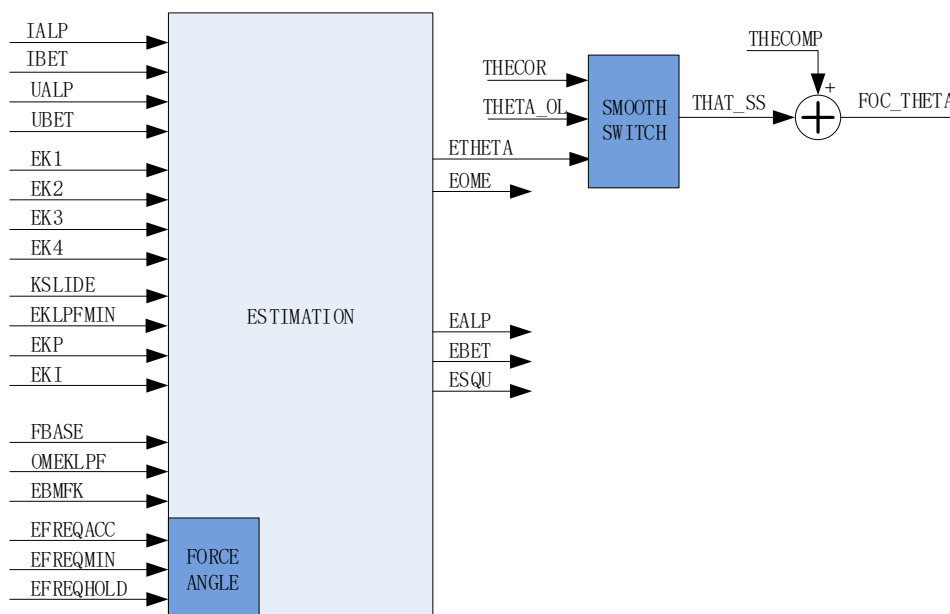 IALP
IBET
UALP
UBET
EK1
EK2
EK3
EK4
KSLIDE
EKLPFMIN
EKP
EKI
FBASE
OMEKLPF
EBMFK
EFREQACC
EFREQMIN
EFREQHOLD
FORCE
ANGLE
ESTIMATION
ETHETA
EOME
EALP
EBET
ESQU
THECOR
THETA_OL
SMOOTH
SWITCH
THAT_SS
THECOMP
+
FOC_THETA